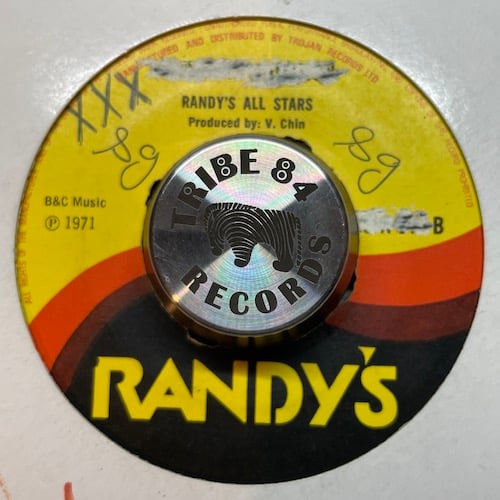 MANUFACTURED AND DISTRIBUTED BY TROJAN RECORDS LTD
XXX
RANDY'S ALL STARS
Produced by: V. Chin
89
89
B&C Music
℗ 1971
B
TRIBE 84
RECORDS
RANDY'S